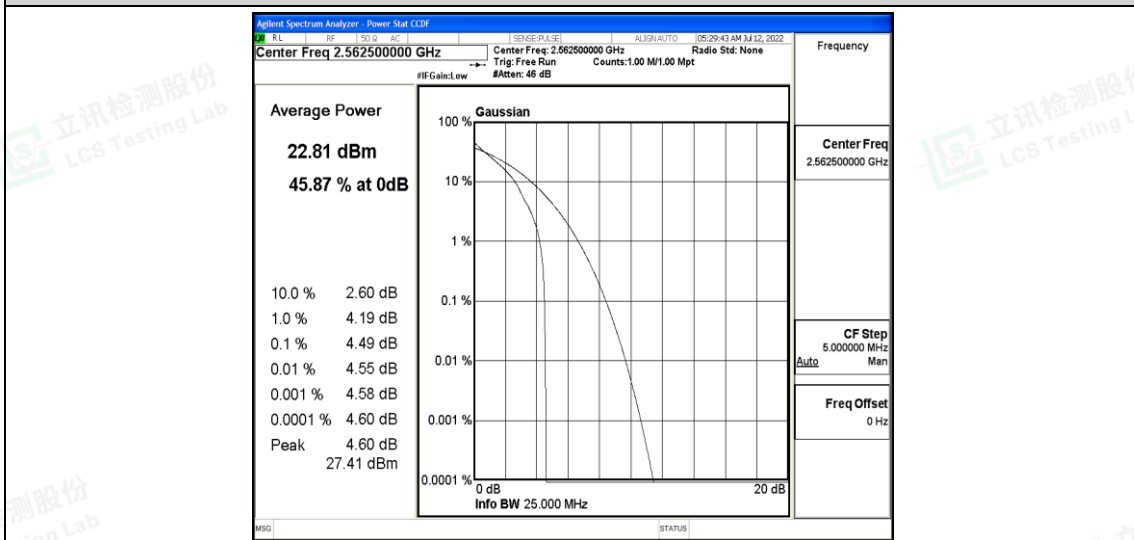 Agilent Spectrum Analyzer - Power Stat CCDF
RL RF 50 Ω AC SENSE:PULSE ALIGN AUTO 05:29:43 AM Jul 12, 2022
Center Freq 2.562500000 GHz
Center Freq: 2.562500000 GHz Radio Std: None
Trig: Free Run Counts:1.00 M/1.00 Mpt
#IFGain:Low #Atten: 46 dB
Frequency
Average Power
22.81 dBm
45.87 % at 0dB
10.0 % 2.60 dB
1.0 % 4.19 dB
0.1 % 4.49 dB
0.01 % 4.55 dB
0.001 % 4.58 dB
0.0001 % 4.60 dB
Peak 4.60 dB
27.41 dBm
Gaussian
100 %
10 %
1 %
0.1 %
0.01 %
0.001 %
0.0001 %
0 dB 20 dB
Info BW 25.000 MHz
Center Freq
2.562500000 GHz
CF Step
5.000000 MHz
Auto Man
Freq Offset
0 Hz
MSG STATUS
立讯检测股份
LCS Testing Lab
立讯检测股份
LCS Testing L
测股份
ing Lab